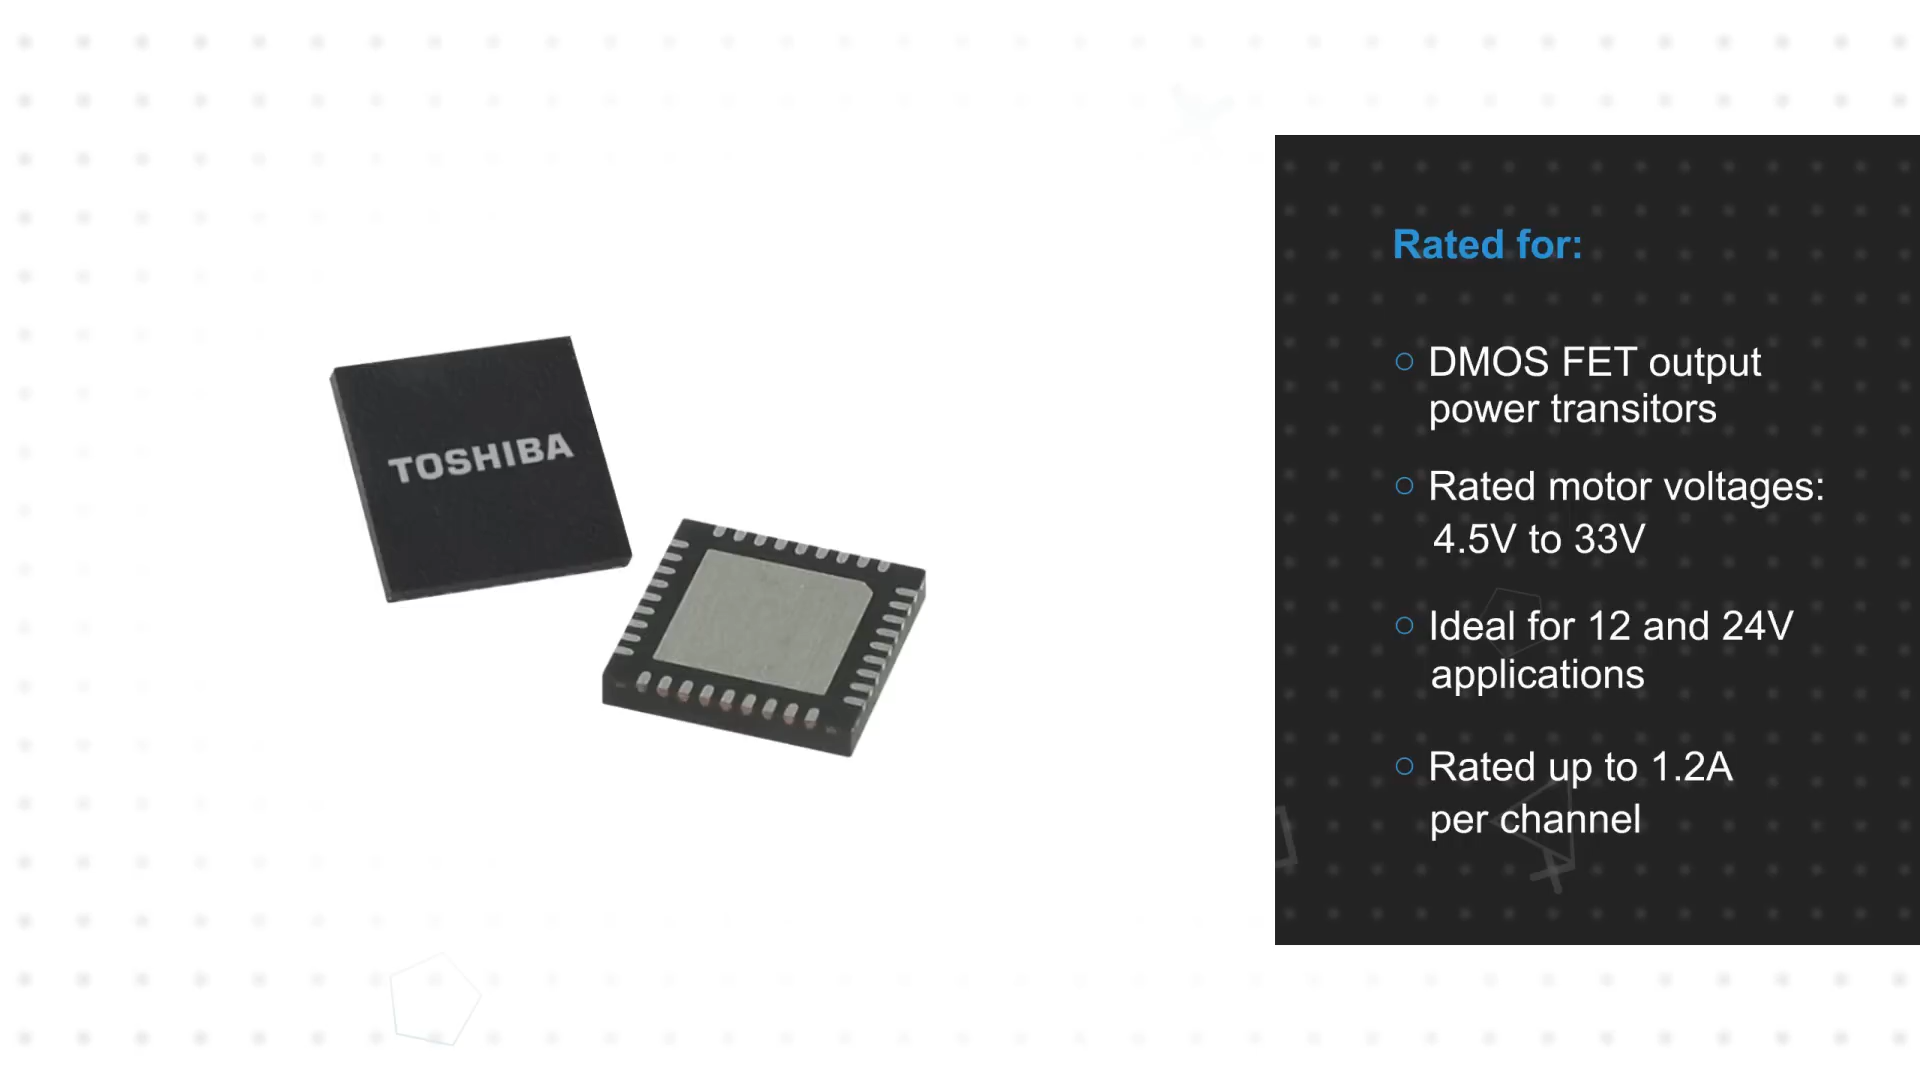 TOSHIBA
Rated for:
DMOS FET output
power transitors
Rated motor voltages:
4.5V to 33V
Ideal for 12 and 24V
applications
Rated up to 1.2A
per channel